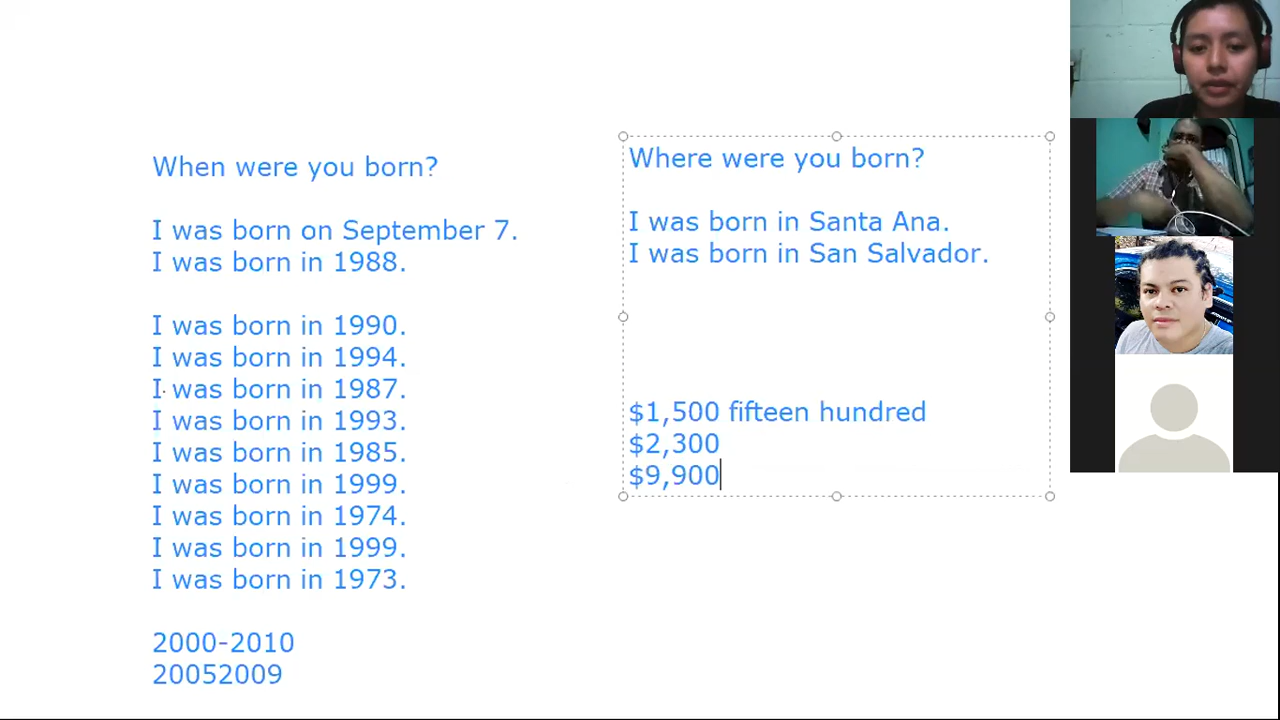 When were you born?
I was born on September 7.
I was born in 1988.
I was born in 1990.
I was born in 1994.
I was born in 1987.
I was born in 1993.
I was born in 1985.
I was born in 1999.
I was born in 1974.
I was born in 1999.
I was born in 1973.
2000-2010
20052009
Where were you born?
I was born in Santa Ana.
I was born in San Salvador.
$1,500 fifteen hundred
$2,300
$9,900